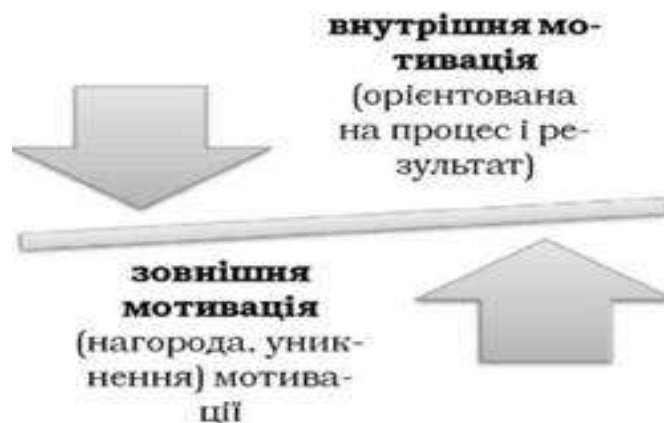 внутрішня мо-
тивація
(орієнтована
на процес і ре-
зультат)
зовнішня
мотивація
(нагорода, уник-
нення) мотива-
ції